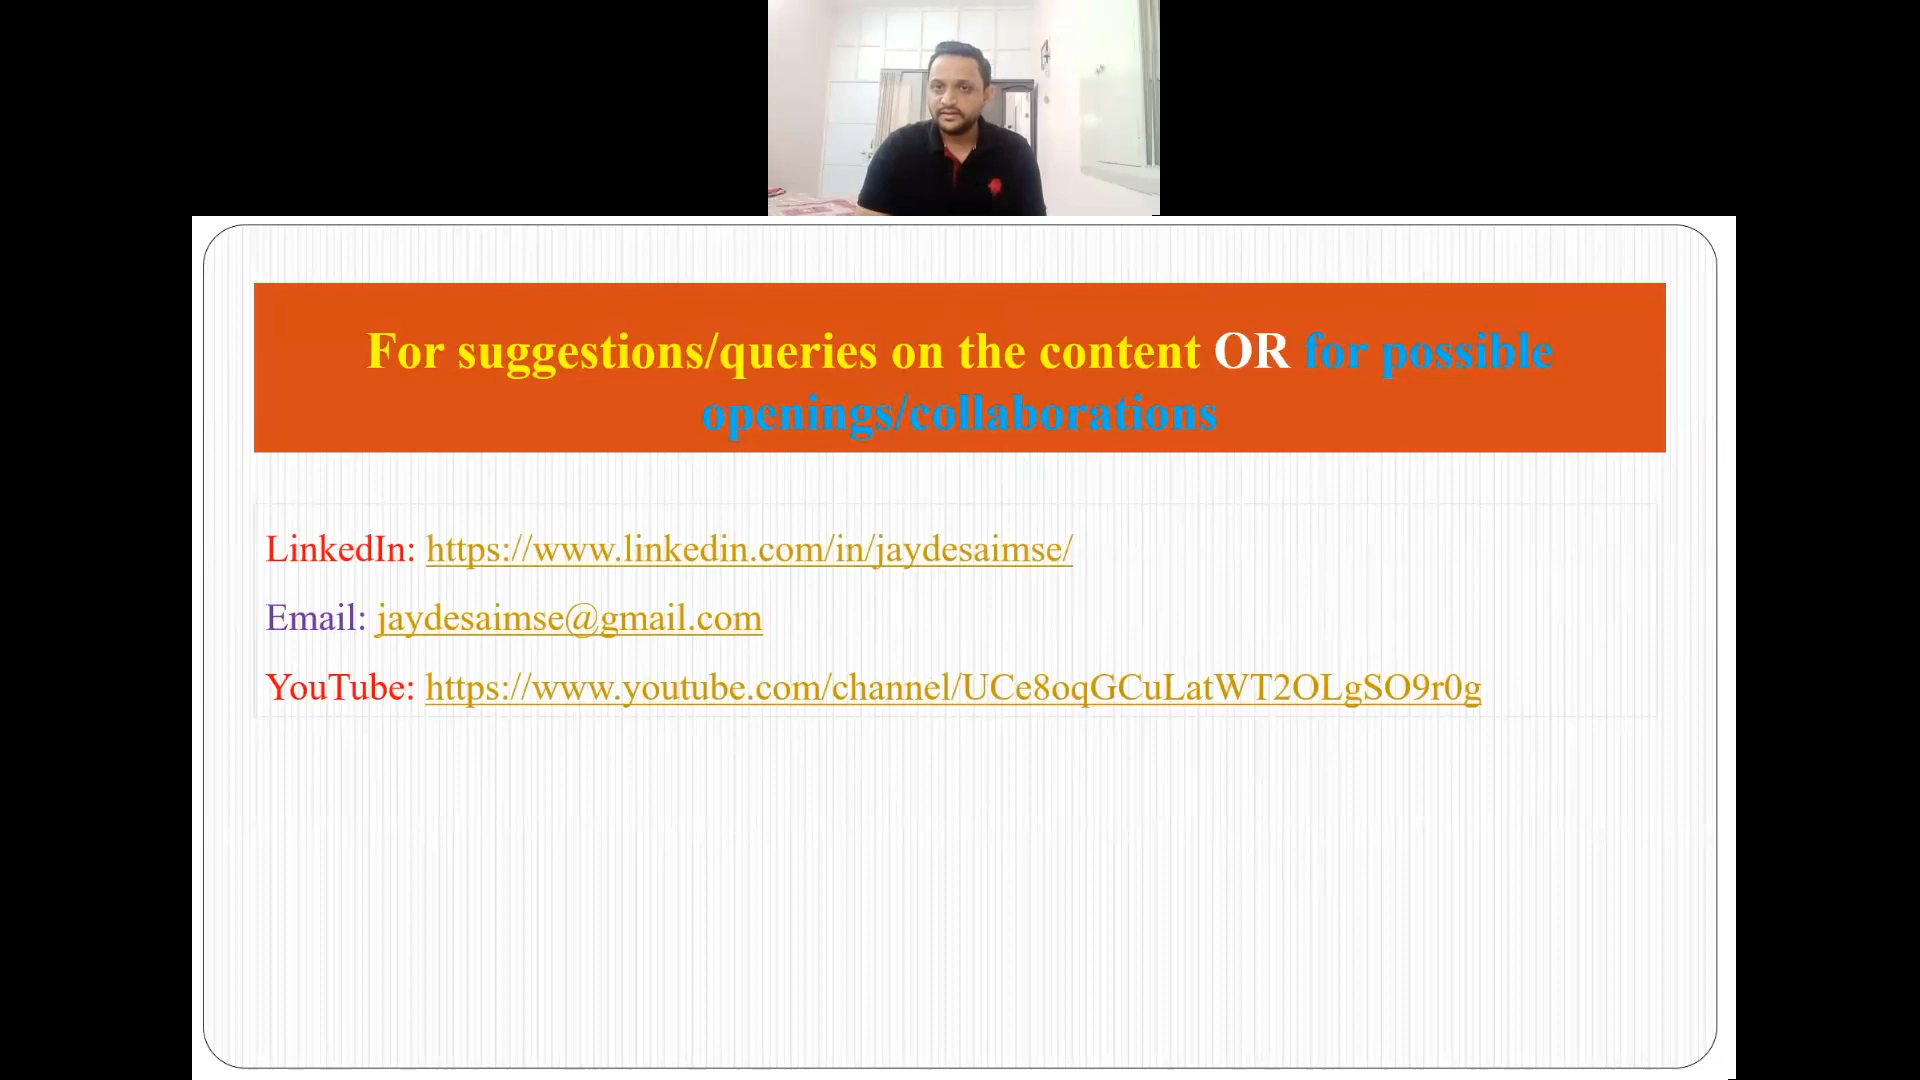 For suggestions/queries on the content OR for possible
openings/collaborations
LinkedIn: https://www.linkedin.com/in/jaydesaimse/
Email: jaydesaimse@gmail.com
YouTube: https://www.youtube.com/channel/UCe8oqGCuLatWT2OLgSO9r0g